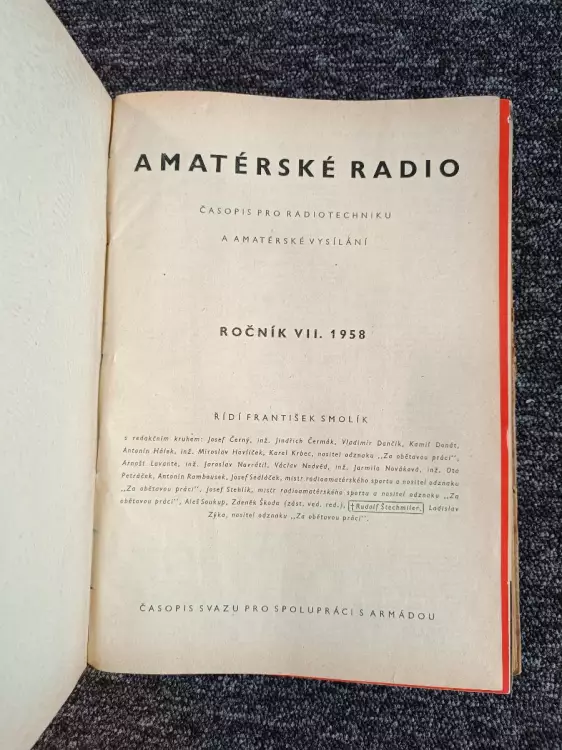 AMATÉRSKÉ RADIO
ČASOPIS PRO RADIOTECHNIKU
A AMATÉRSKÉ VYSÍLÁNÍ
ROČNÍK VII. 1958
ŘÍDÍ FRANTIŠEK SMOLÍK
s redakčním kruhem: Josef Černý, inž. Jindřich Čermák, Vladimír Dančík, Kamil Donát,
Antonín Hálek, inž. Miroslav Havlíček, Karel Krbec, nositel odznaku „Za obětavou práci“,
Arnošt Lavante, inž. Jaroslav Navrátil, Václav Nedvěd, inž. Jarmila Nováková, inž. Oto
Petráček, Antonín Rambousek, Josef Sedláček, mistr radioamatérského sportu a nositel odznaku
„Za obětavou práci“, Josef Stehlík, mistr radioamatérského sportu a nositel odznaku „Za
obětavou práci“, Aleš Soukup, Zdeněk Škoda (zást. ved. red.), †Rudolf Štechmiler, Ladislav
Zýka, nositel odznaku „Za obětavou práci“.
ČASOPIS SVAZU PRO SPOLUPRÁCI S ARMÁDOU